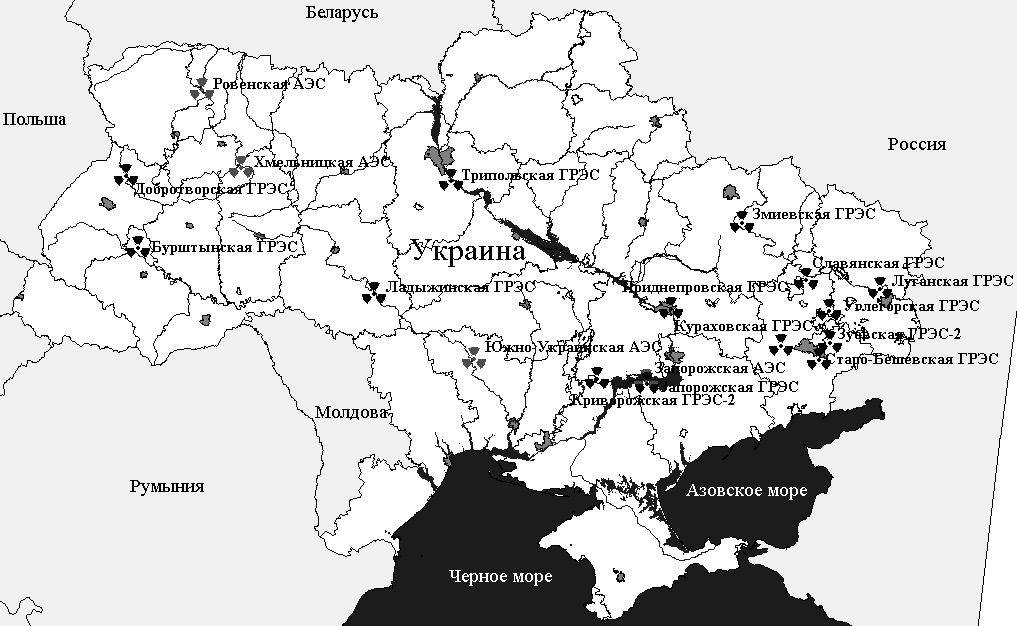 Беларусь
Польша
Россия
Ровенская АЭС
Хмельницкая АЭС
Трипольская ГРЭС
Добротворская ГРЭС
Змиевская ГРЭС
Бурштынская ГРЭС
Украина
Славянская ГРЭС
Ладыжинская ГРЭС
Приднепровская ГРЭС
Луганская ГРЭС
Углегорская ГРЭС
Кураховская ГРЭС
Зуевская ГРЭС-2
Южно-Украинская АЭС
Старо-Бешевская ГРЭС
Запорожская АЭС
Запорожская ГРЭС
Криворожская ГРЭС-2
Молдова
Румыния
Азовское море
Черное море